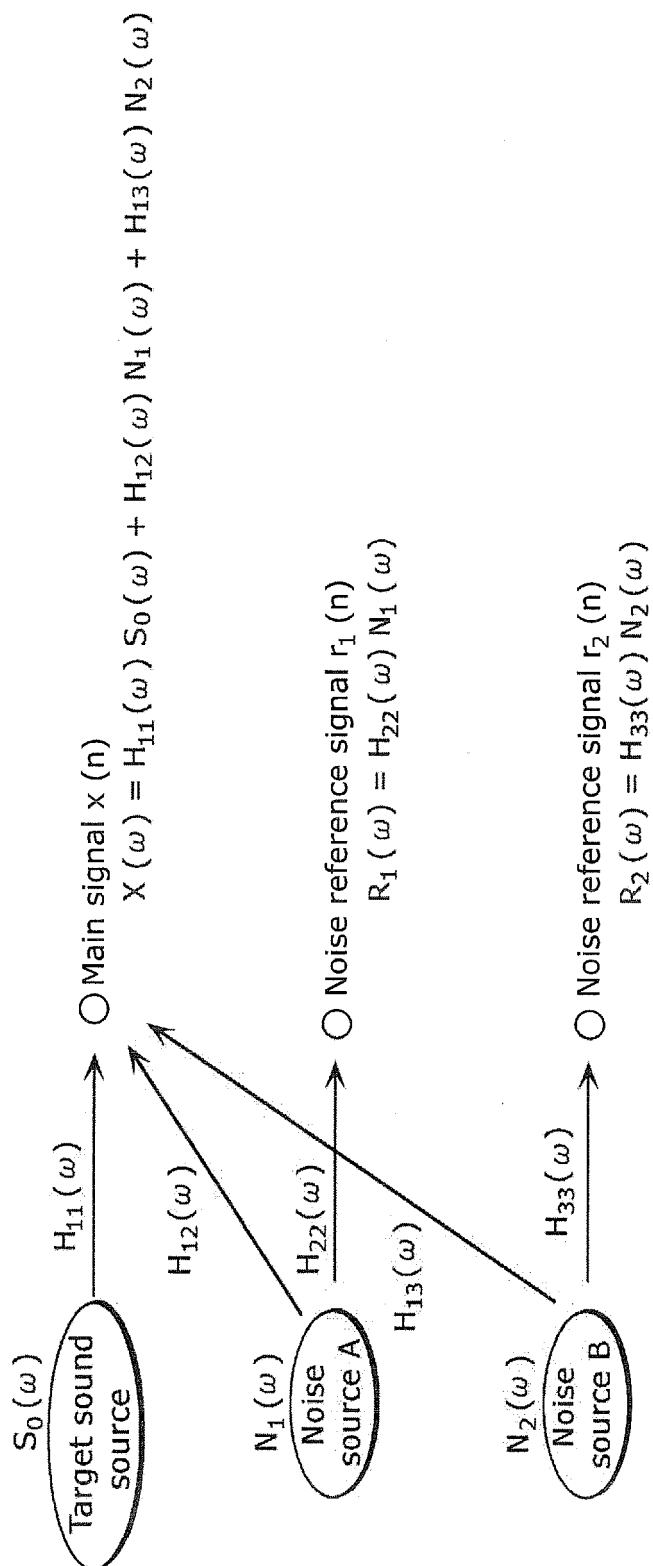 S₀(ω)
Target sound
source
H₁₁(ω)
Main signal x (n)
X (ω) = H₁₁(ω) S₀(ω) + H₁₂(ω) N₁(ω) + H₁₃(ω) N₂(ω)
H₁₂(ω)
N₁(ω)
Noise
source A
H₂₂(ω)
Noise reference signal r₁ (n)
R₁(ω) = H₂₂(ω) N₁(ω)
H₁₃(ω)
N₂(ω)
Noise
source B
H₃₃(ω)
Noise reference signal r₂ (n)
R₂(ω) = H₃₃(ω) N₂(ω)